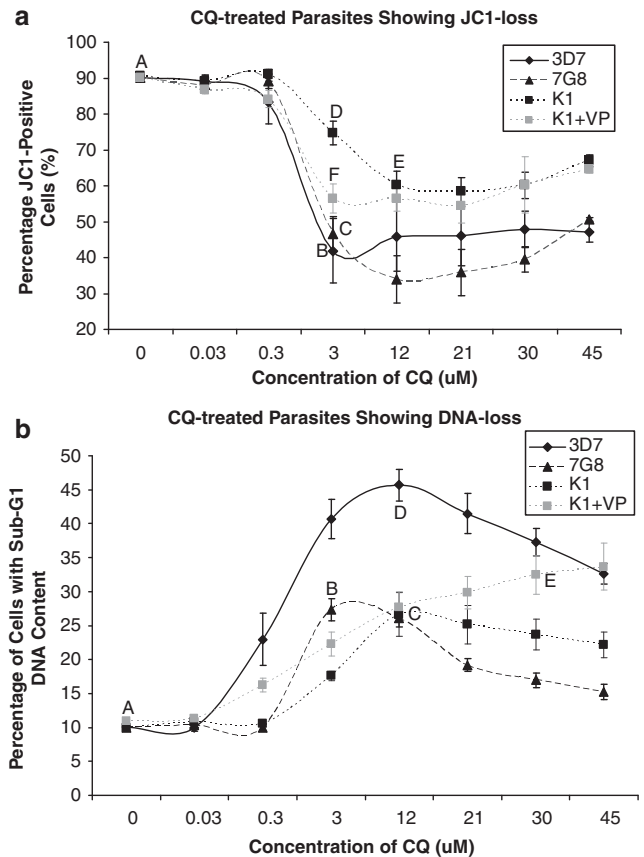 a
CQ-treated Parasites Showing JC1-loss
Percentage JC1-Positive
Cells (%)
100
90
80
70
60
50
40
30
20
A
B
C
D
E
F
3D7
7G8
K1
K1+VP
0 0.03 0.3 3 12 21 30 45
Concentration of CQ (uM)
b
CQ-treated Parasites Showing DNA-loss
Percentage of Cells with Sub-G1
DNA Content
50
45
40
35
30
25
20
15
10
5
0
A
B
C
D
E
3D7
7G8
K1
K1+VP
0 0.03 0.3 3 12 21 30 45
Concentration of CQ (uM)